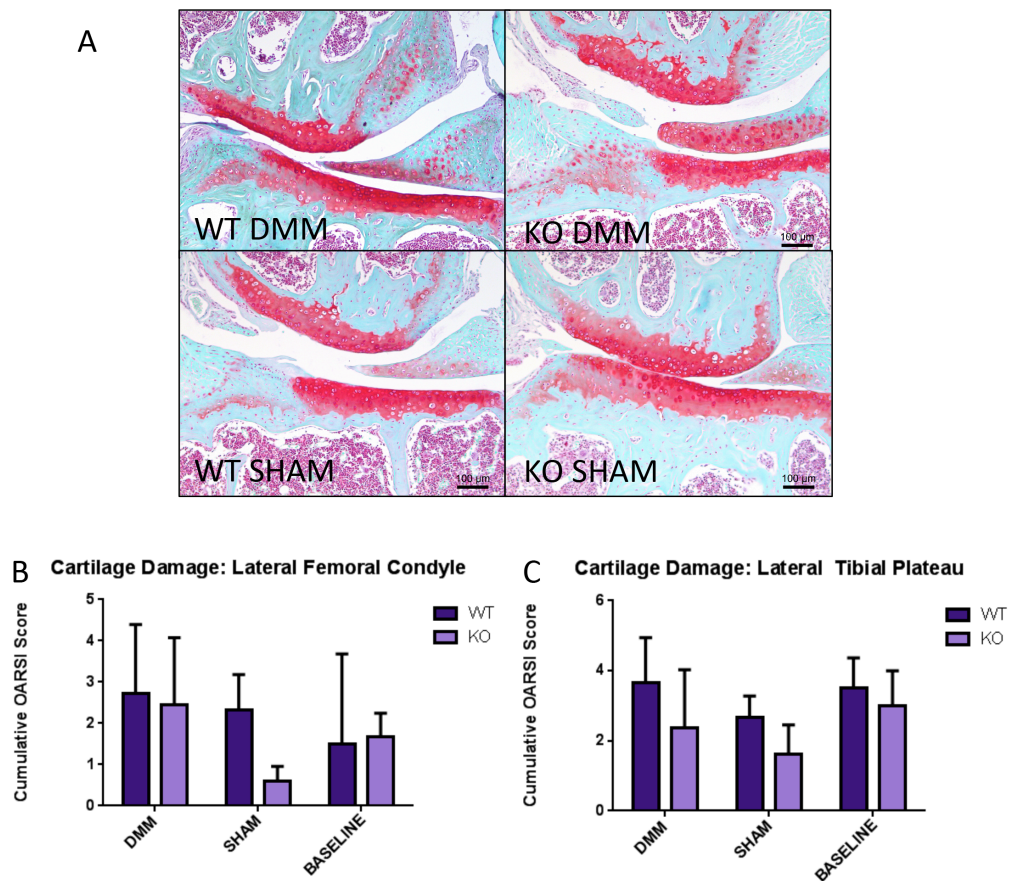 A
WT DMM
KO DMM
100 µm
WT SHAM
100 µm
KO SHAM
100 µm
B
Cartilage Damage: Lateral Femoral Condyle
Cumulative OARSI Score
5
4
3
2
1
0
DMM
SHAM
BASELINE
WT
KO
C
Cartilage Damage: Lateral Tibial Plateau
Cumulative OARSI Score
6
4
2
0
DMM
SHAM
BASELINE
WT
KO